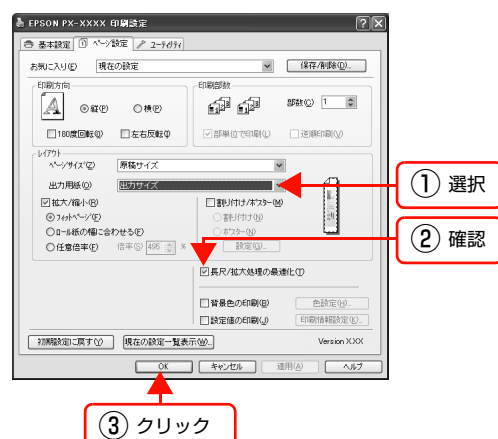 EPSON PX-XXXX 印刷設定
基本設定 ページ設定 ユーティリティ
お気に入り(E) 現在の設定 保存/削除(D)...
印刷方向
A 縦(P) 横(P)
180度回転(Q) 左右反転(Q)
印刷部数
部数(C) 1
部単位で印刷(L) 逆順印刷(V)
レイアウト
ページサイズ(Z) 原稿サイズ
出力用紙(O) 出力サイズ
① 選択
拡大/縮小(R) 割り付け/ポスター(M)
フィットページ(E) 割り付け(N)
ロール紙の幅に合わせる(E) ポスター(N)
任意倍率(F) 倍率(S) 495 % 設定(G)...
② 確認
長尺/拡大処理の最適化(T)
背景色の印刷(B) 色設定(H)...
設定値の印刷(J) 印刷情報設定(K)...
初期設定に戻す(Y) 現在の設定一覧表示(W)... Version X.XX
OK キャンセル 適用(A) ヘルプ
③ クリック